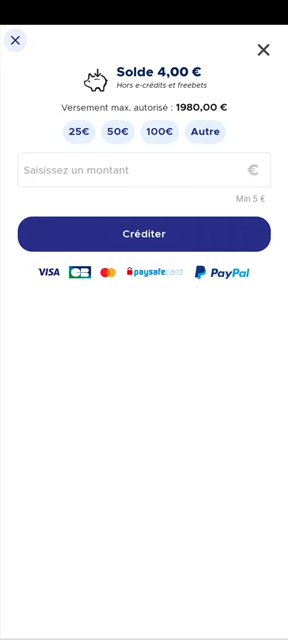 Solde 4,00 €
Hors e-crédits et freebets
Versement max. autorisé : 1980,00 €
25€ 50€ 100€ Autre
Saisissez un montant €
Min 5 €
Créditer
VISA CB paysafecard PayPal